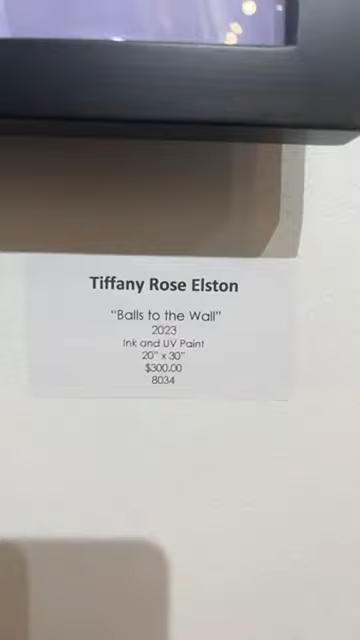 Tiffany Rose Elston
"Balls to the Wall"
2023
Ink and UV Paint
20" x 30"
$300.00
8034